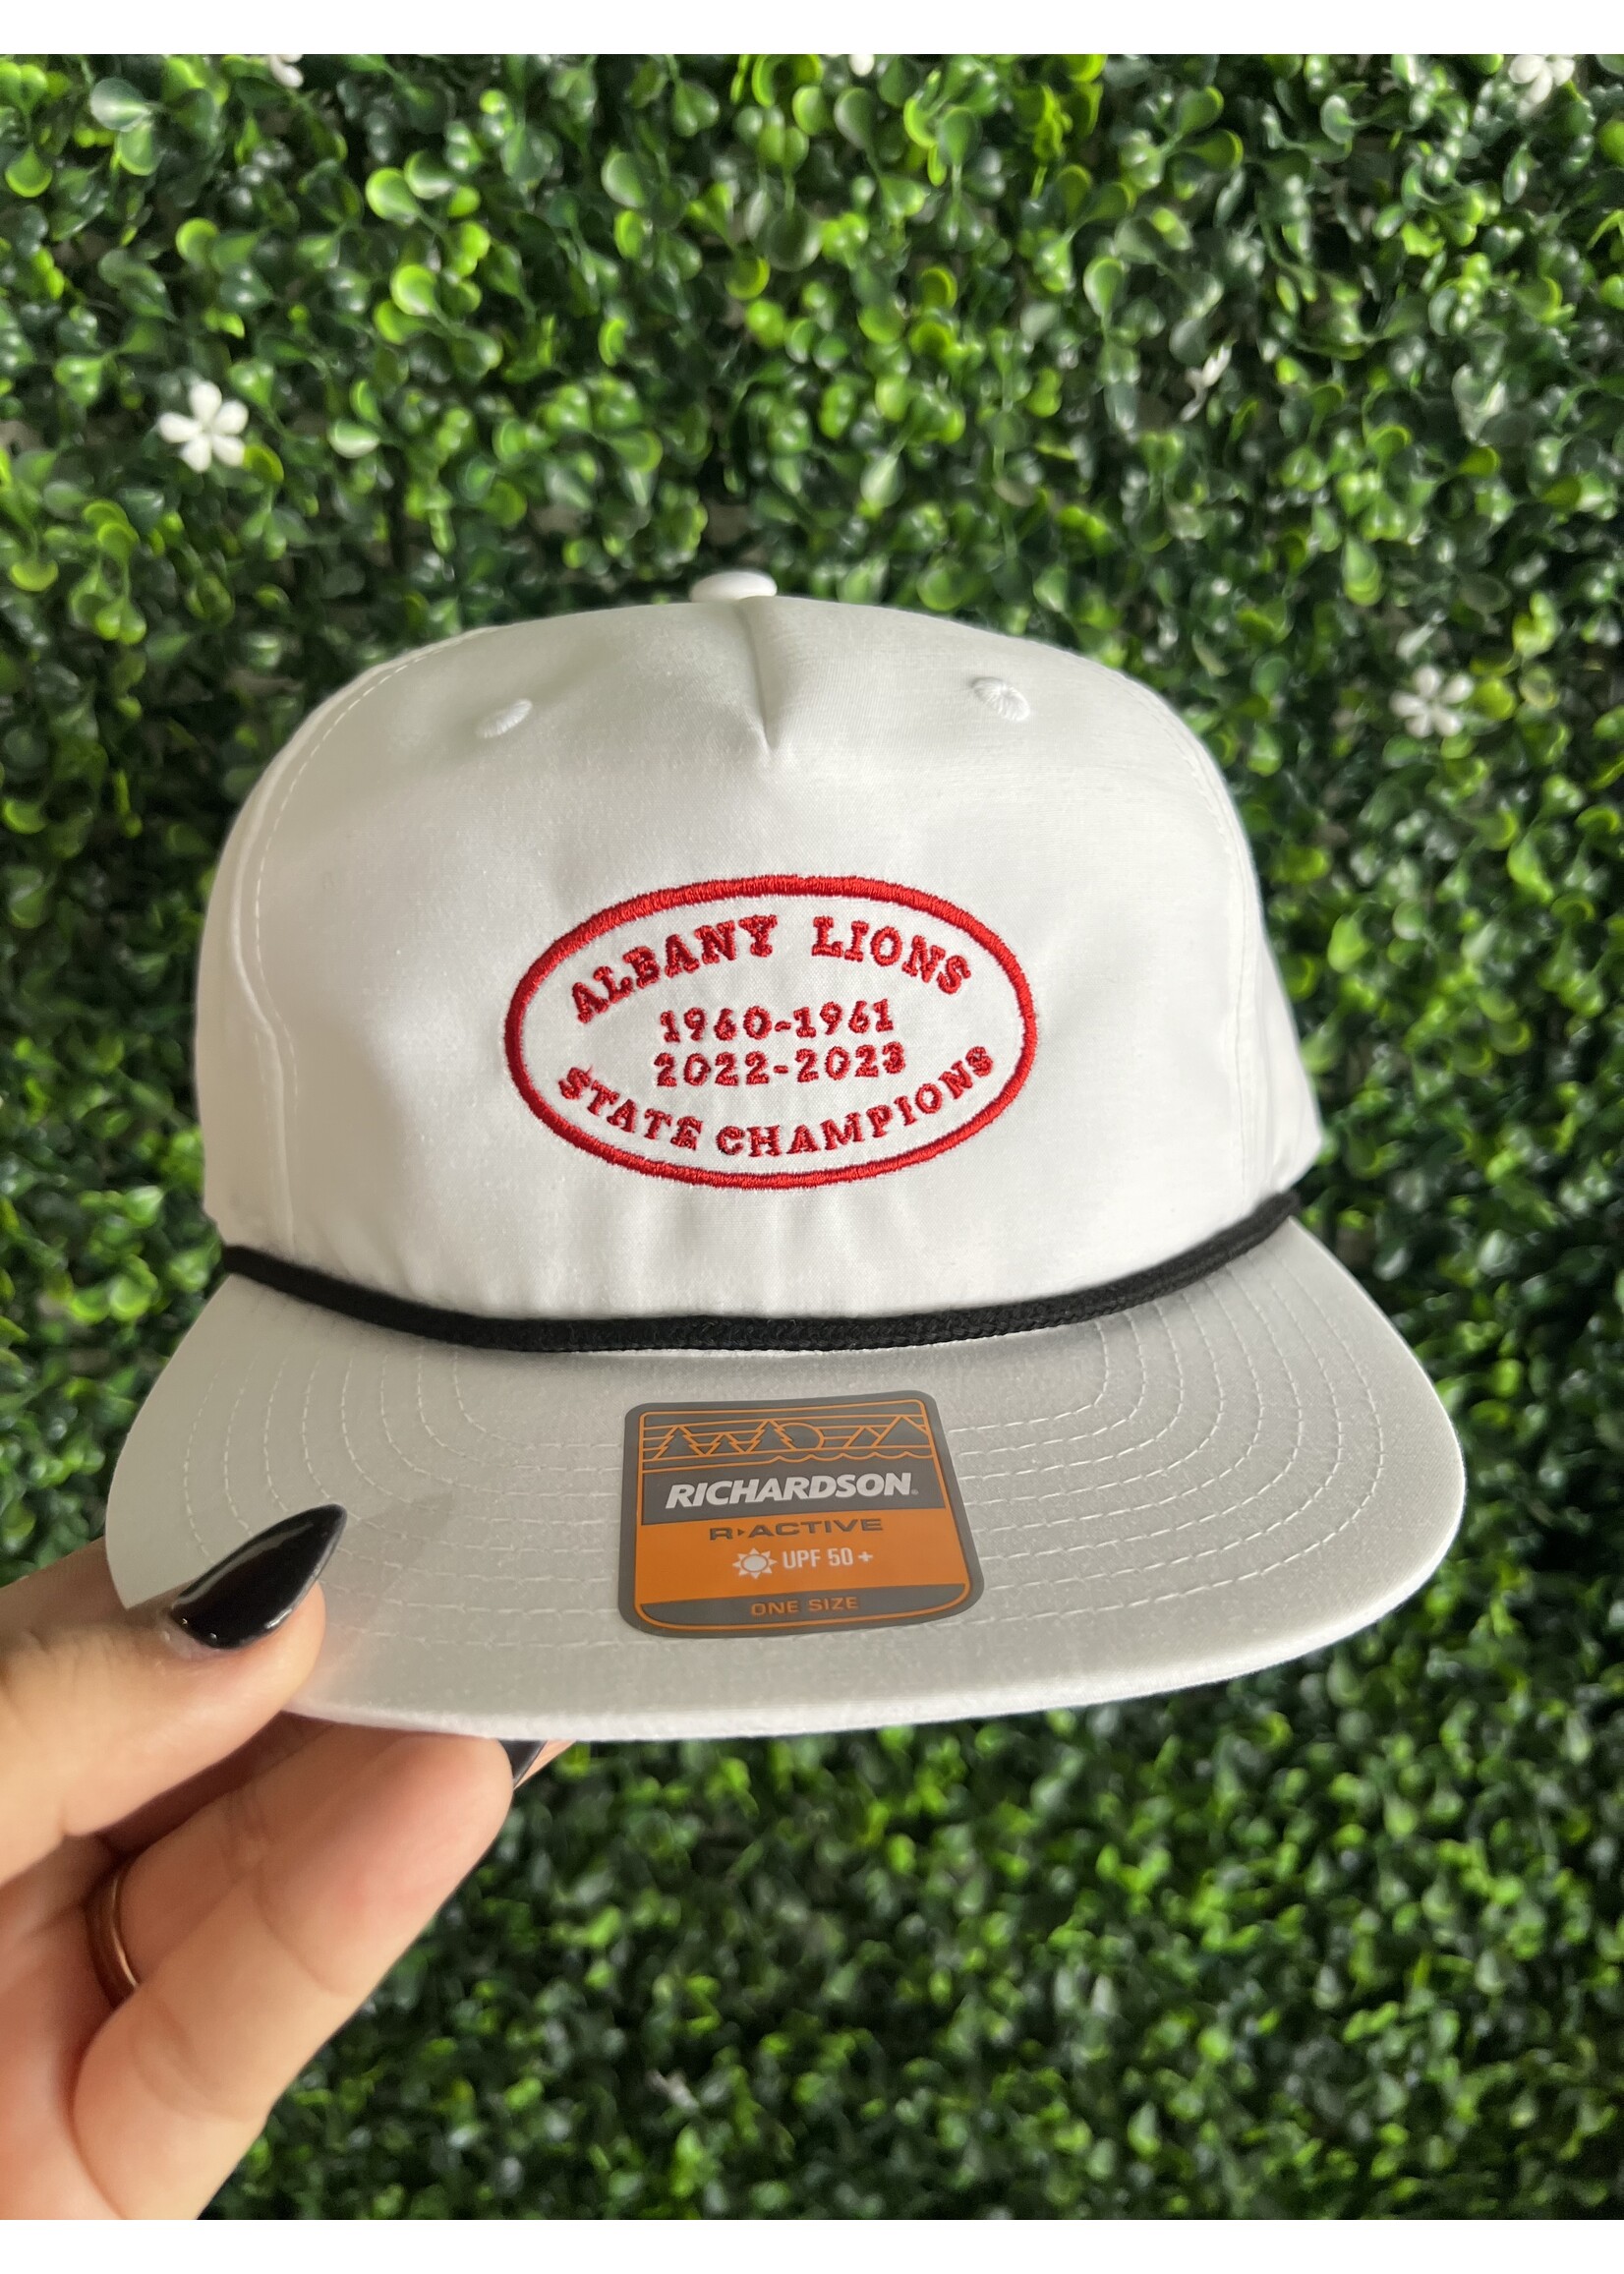 ALBANY LIONS
1960-1961
2022-2023
STATE CHAMPIONS
RICHARDSON
R▸ACTIVE
UPF 50+
ONE SIZE